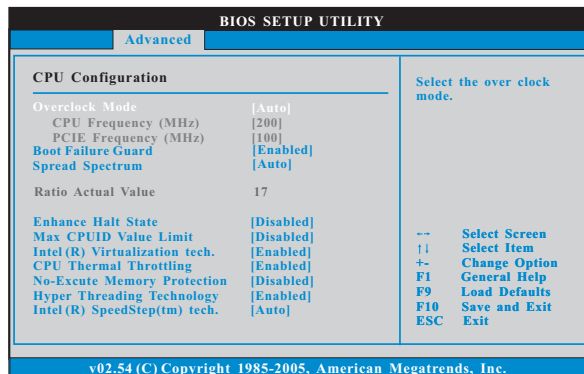 BIOS SETUP UTILITY
Advanced
CPU Configuration
Overclock Mode [Auto]
CPU Frequency (MHz) [200]
PCIE Frequency (MHz) [100]
Boot Failure Guard [Enabled]
Spread Spectrum [Auto]
Ratio Actual Value 17
Enhance Halt State [Disabled]
Max CPUID Value Limit [Disabled]
Intel (R) Virtualization tech. [Enabled]
CPU Thermal Throttling [Enabled]
No-Excute Memory Protection [Disabled]
Hyper Threading Technology [Enabled]
Intel (R) SpeedStep(tm) tech. [Auto]
Select the over clock
mode.
←→ Select Screen
↑↓ Select Item
+- Change Option
F1 General Help
F9 Load Defaults
F10 Save and Exit
ESC Exit
v02.54 (C) Copyright 1985-2005, American Megatrends, Inc.